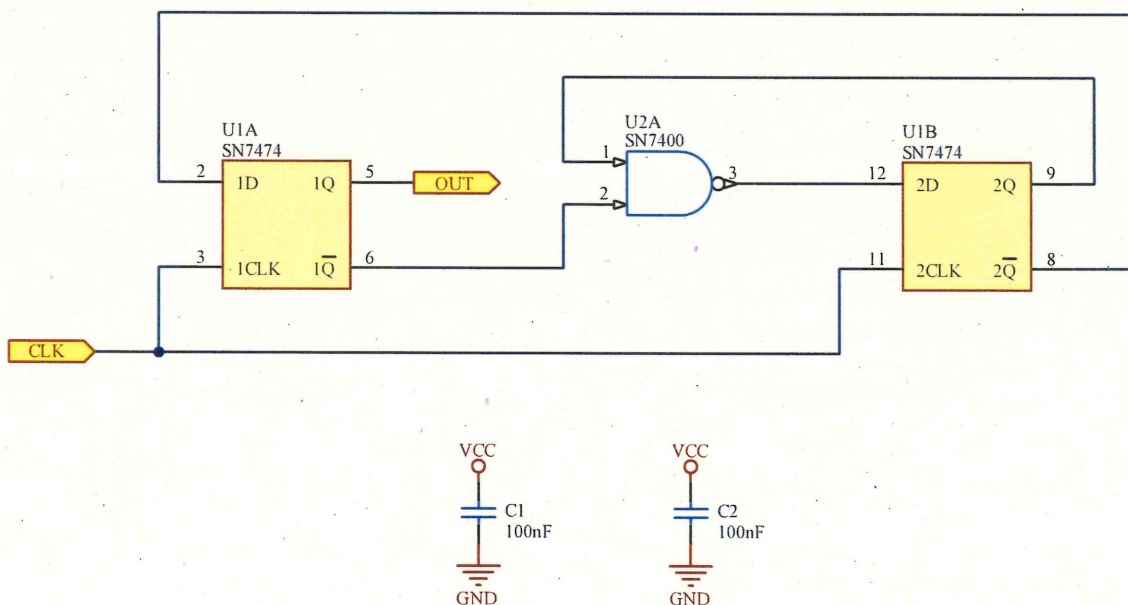 U1A
SN7474
2
1D
1Q
5
OUT
3
1CLK
1Q̅
6
U2A
SN7400
1
2
3
U1B
SN7474
12
2D
2Q
9
11
2CLK
2Q̅
8
CLK
VCC
C1
100nF
GND
VCC
C2
100nF
GND